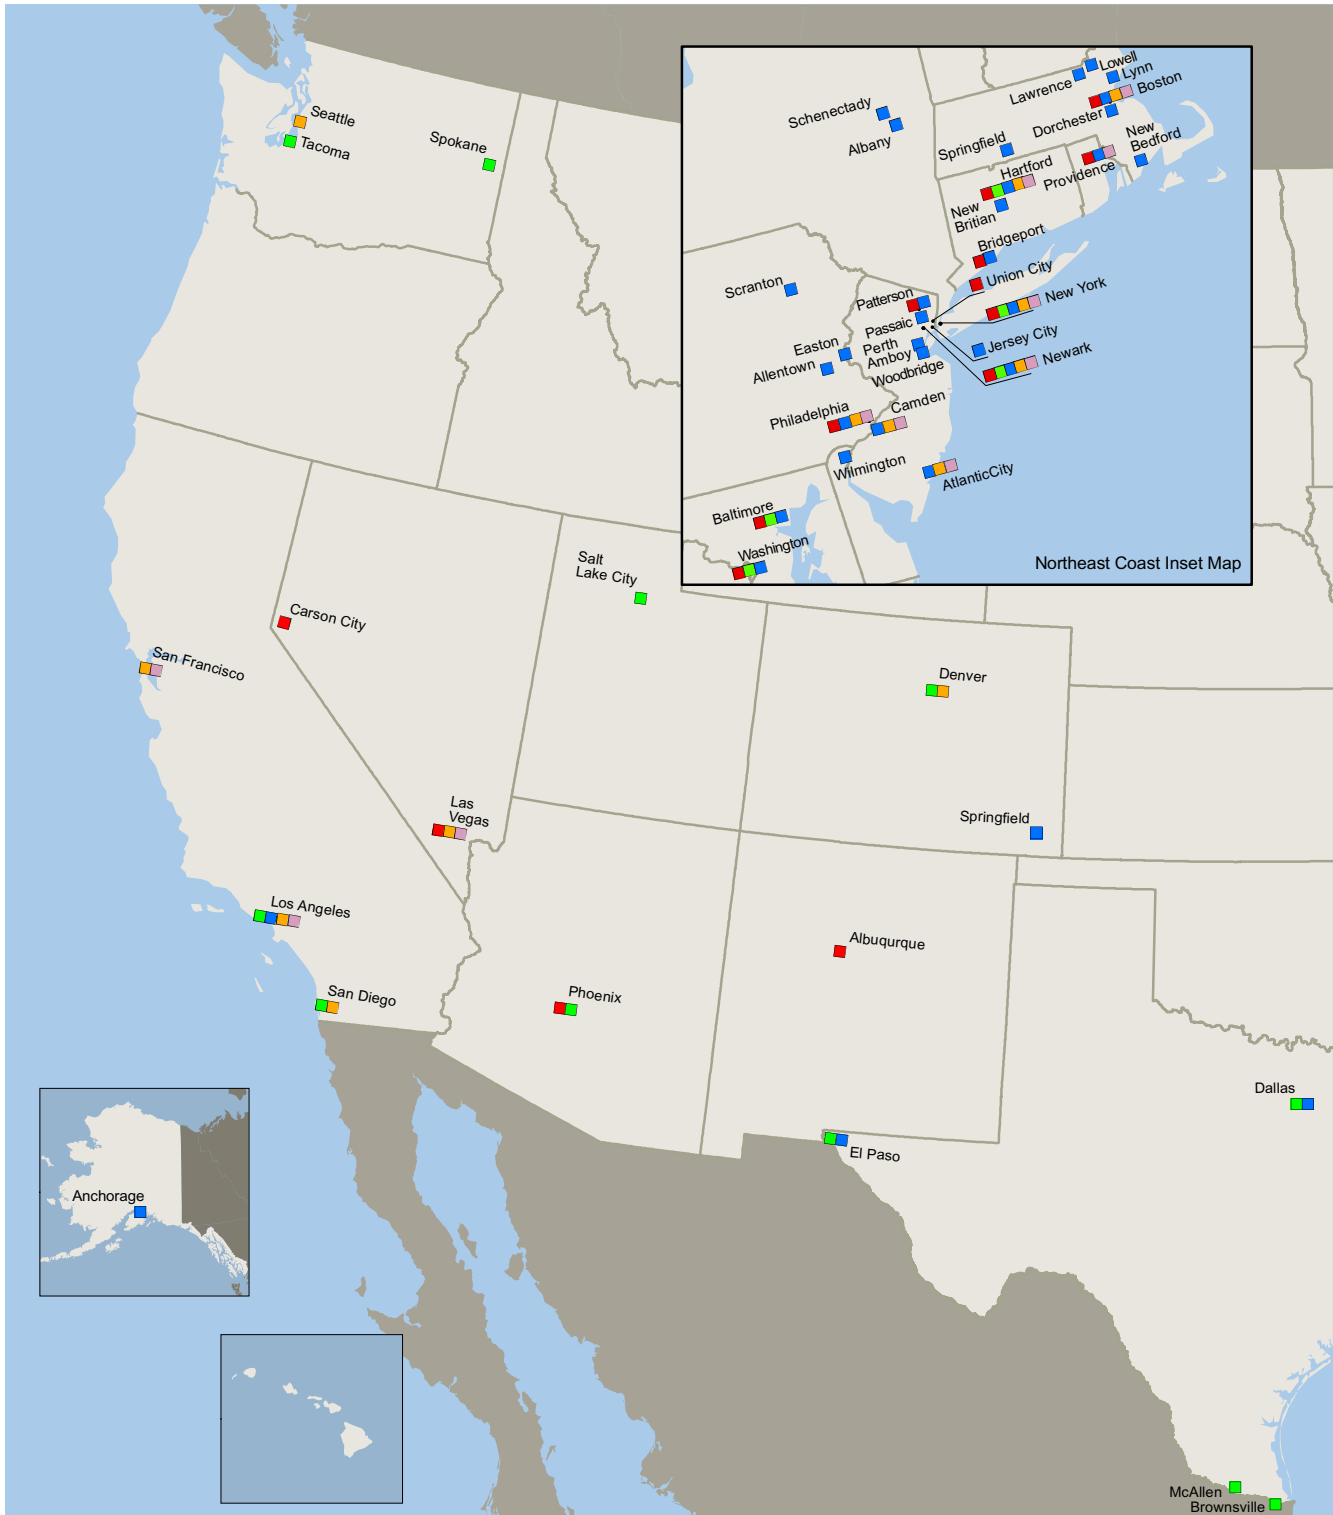 Seattle
Tacoma
Spokane
Lowell
Lynn
Lawrence
Boston
Schenectady
Albany
Dorchester
New
Bedford
Springfield
Hartford
Providence
New
Britian
Bridgeport
Union City
Scranton
Patterson
New York
Passaic
Easton
Perth
Amboy
Jersey City
Allentown
Woodbridge
Newark
Philadelphia
Camden
Wilmington
AtlanticCity
Baltimore
Washington
Northeast Coast Inset Map
Salt
Lake City
Carson City
San Francisco
Denver
Las
Vegas
Springfield
Los Angeles
Albuqurque
San Diego
Phoenix
Dallas
El Paso
Anchorage
McAllen
Brownsville